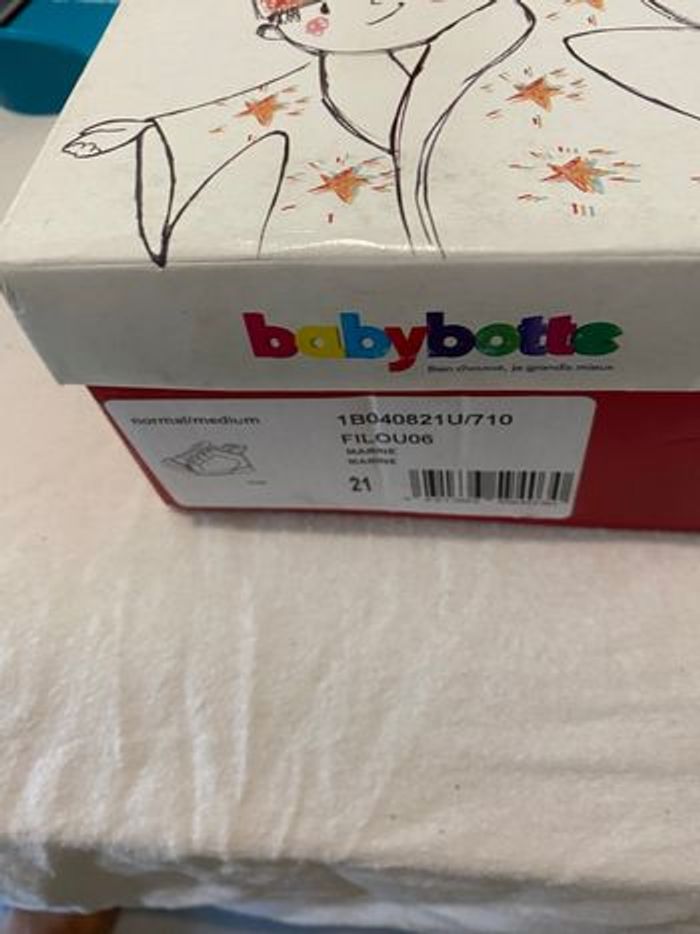 babybotte
Bien chaussé, je grandis mieux
normal/medium
1B040821U/710
FILOU06
MARINE
MARINE
21